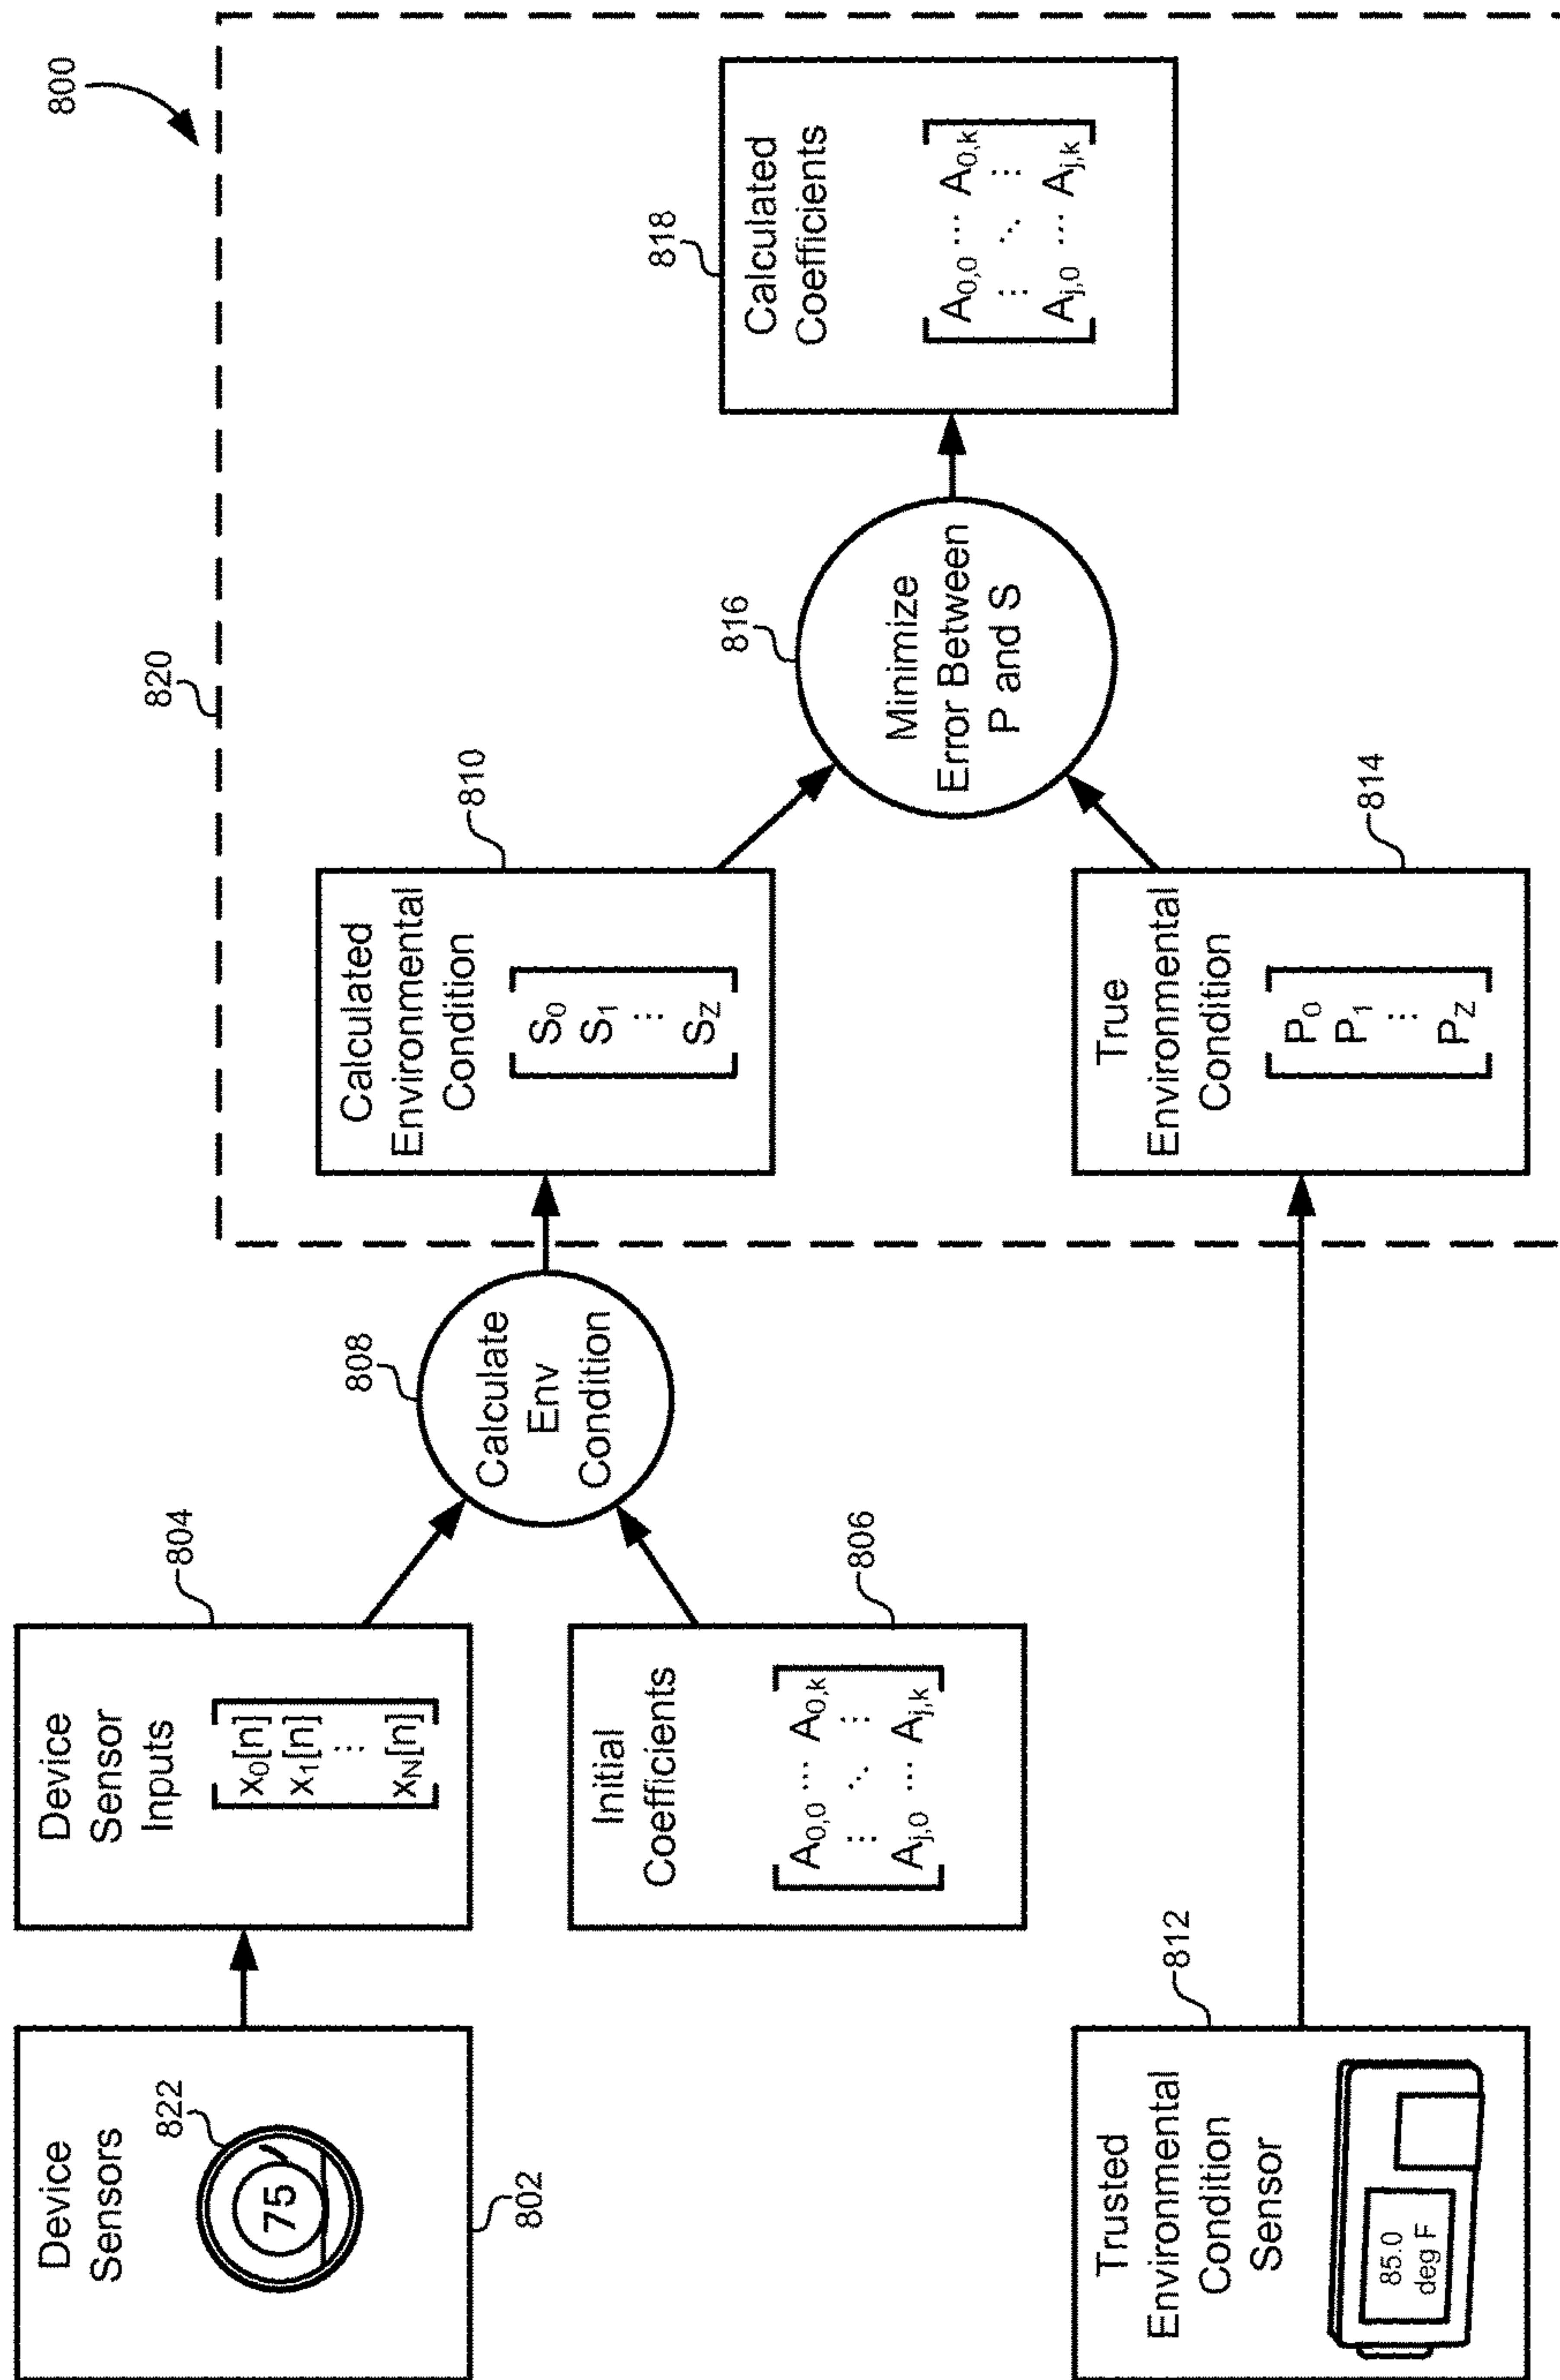 800
820
Device
Sensors
822
75
802
Device
Sensor
Inputs
804
x₀[n]
x₁[n]
⋮
x_N[n]
Initial
Coefficients
806
A₀,₀ ⋯ A₀,ₖ
⋮ ⋱ ⋮
Aⱼ,₀ ⋯ Aⱼ,ₖ
808
Calculate
Env
Condition
810
Calculated
Environmental
Condition
S₀
S₁
⋮
S_Z
Trusted
Environmental
Condition
Sensor
812
85.0
deg F
814
True
Environmental
Condition
P₀
P₁
⋮
P_Z
816
Minimize
Error Between
P and S
818
Calculated
Coefficients
A₀,₀ ⋯ A₀,ₖ
⋮ ⋱ ⋮
Aⱼ,₀ ⋯ Aⱼ,ₖ